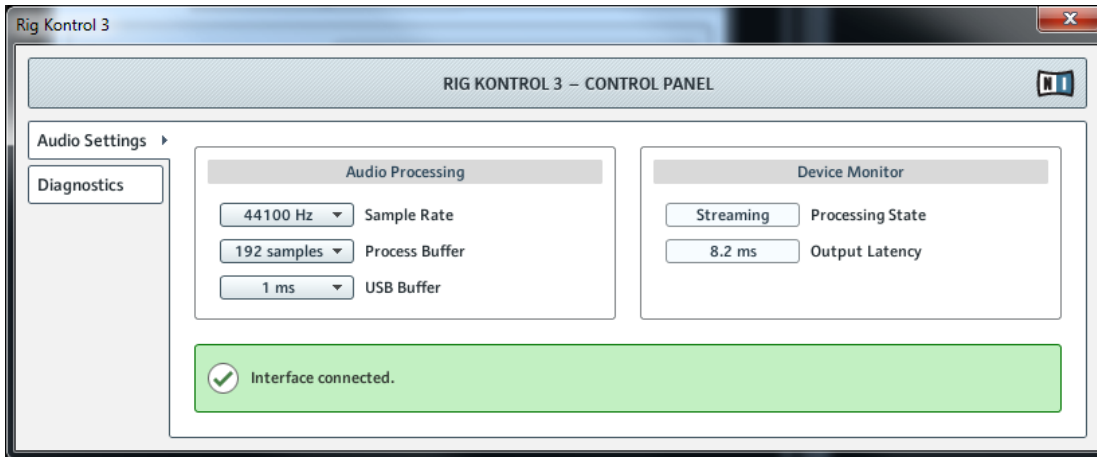 Rig Kontrol 3
RIG KONTROL 3 – CONTROL PANEL
NI
Audio Settings
Diagnostics
Audio Processing
44100 Hz Sample Rate
192 samples Process Buffer
1 ms USB Buffer
Device Monitor
Streaming Processing State
8.2 ms Output Latency
Interface connected.